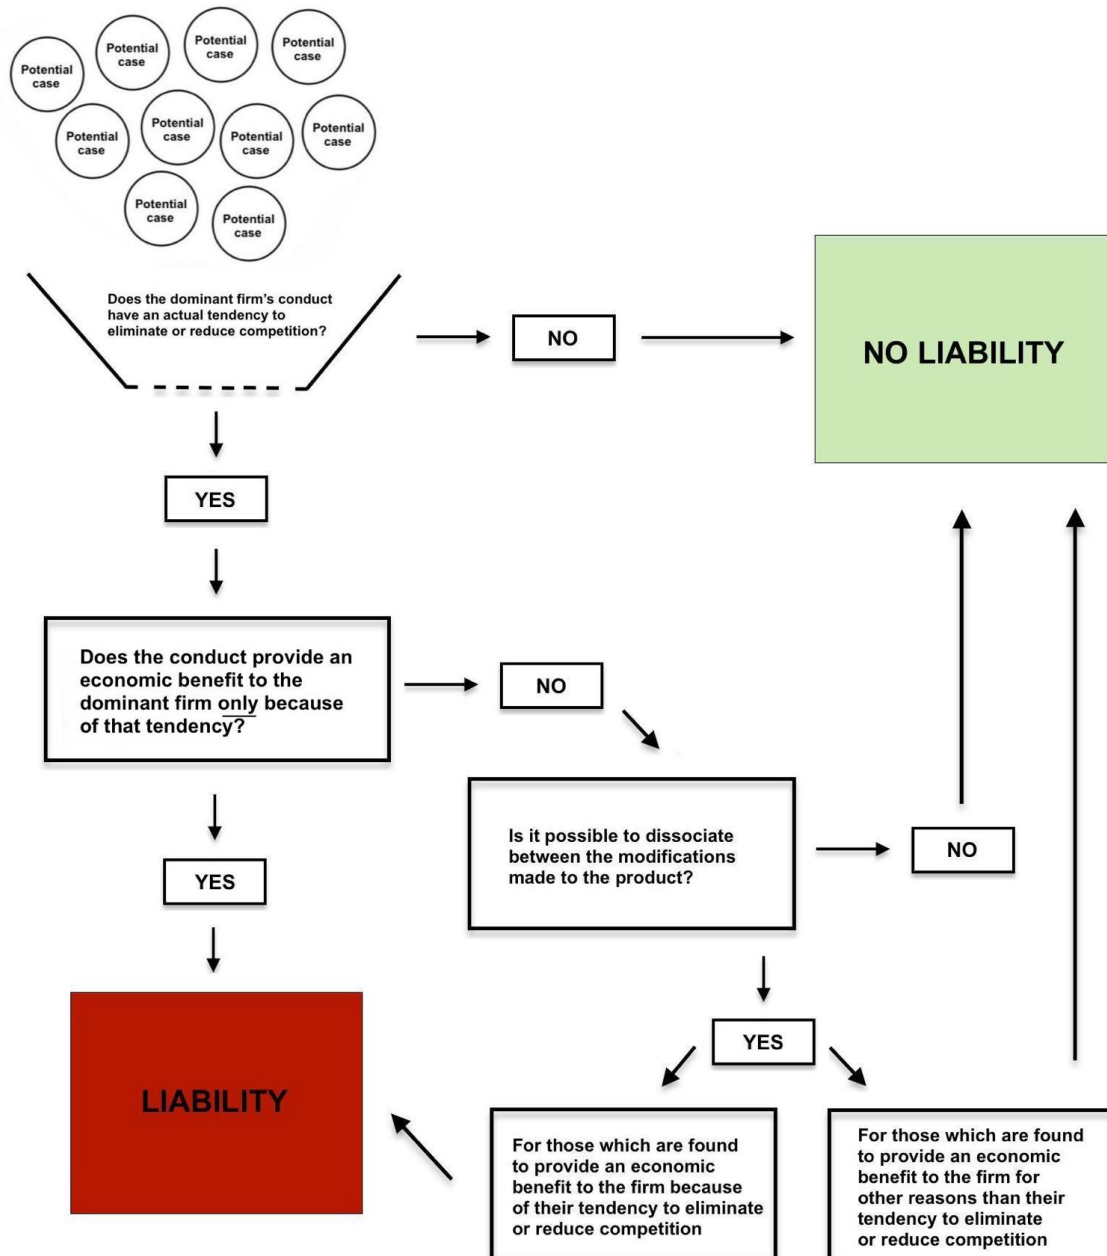 Potential
case
Potential
case
Potential
case
Potential
case
Potential
case
Potential
case
Potential
case
Potential
case
Potential
case
Potential
case
Does the dominant firm's conduct
have an actual tendency to
eliminate or reduce competition?
NO
NO LIABILITY
YES
Does the conduct provide an
economic benefit to the
dominant firm only because
of that tendency?
NO
Is it possible to dissociate
between the modifications
made to the product?
NO
YES
YES
LIABILITY
For those which are found
to provide an economic
benefit to the firm because
of their tendency to eliminate
or reduce competition
For those which are found
to provide an economic
benefit to the firm for
other reasons than their
tendency to eliminate
or reduce competition